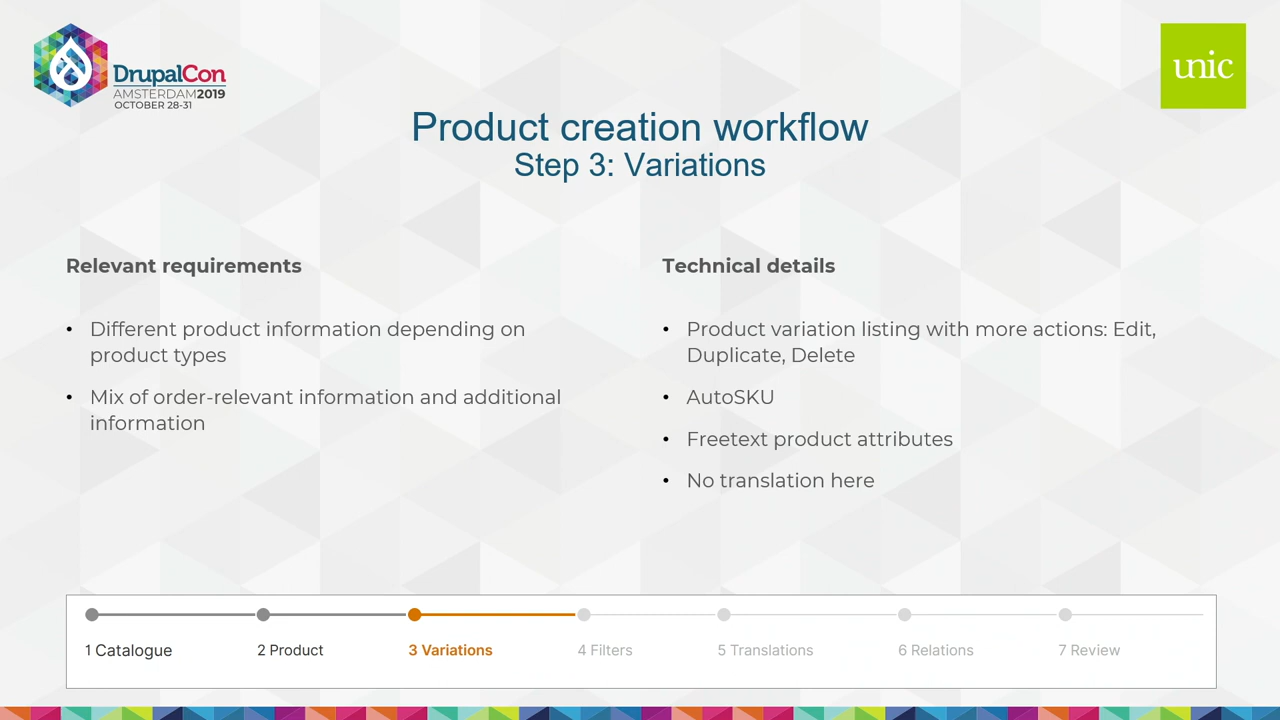 DrupalCon
AMSTERDAM2019
OCTOBER 28-31
unic
Product creation workflow
Step 3: Variations
Relevant requirements
• Different product information depending on
product types
• Mix of order-relevant information and additional
information
Technical details
• Product variation listing with more actions: Edit,
Duplicate, Delete
• AutoSKU
• Freetext product attributes
• No translation here
1 Catalogue
2 Product
3 Variations
4 Filters
5 Translations
6 Relations
7 Review